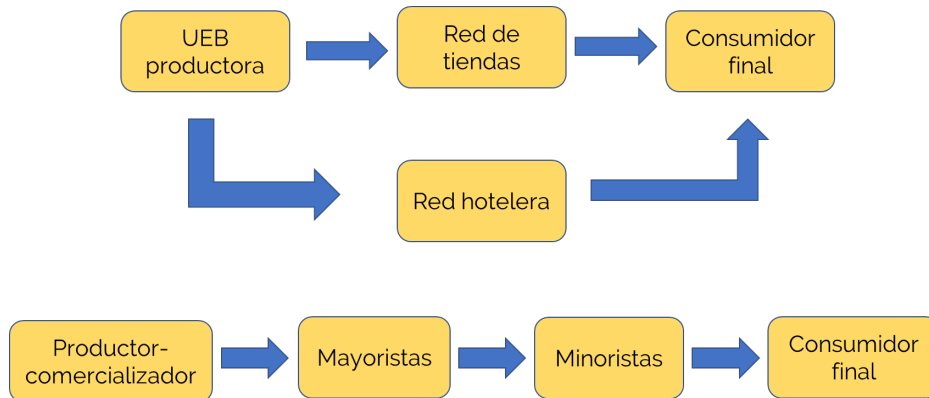 UEB
productora
Red de
tiendas
Consumidor
final
Red hotelera
Productor-
comercializador
Mayoristas
Minoristas
Consumidor
final